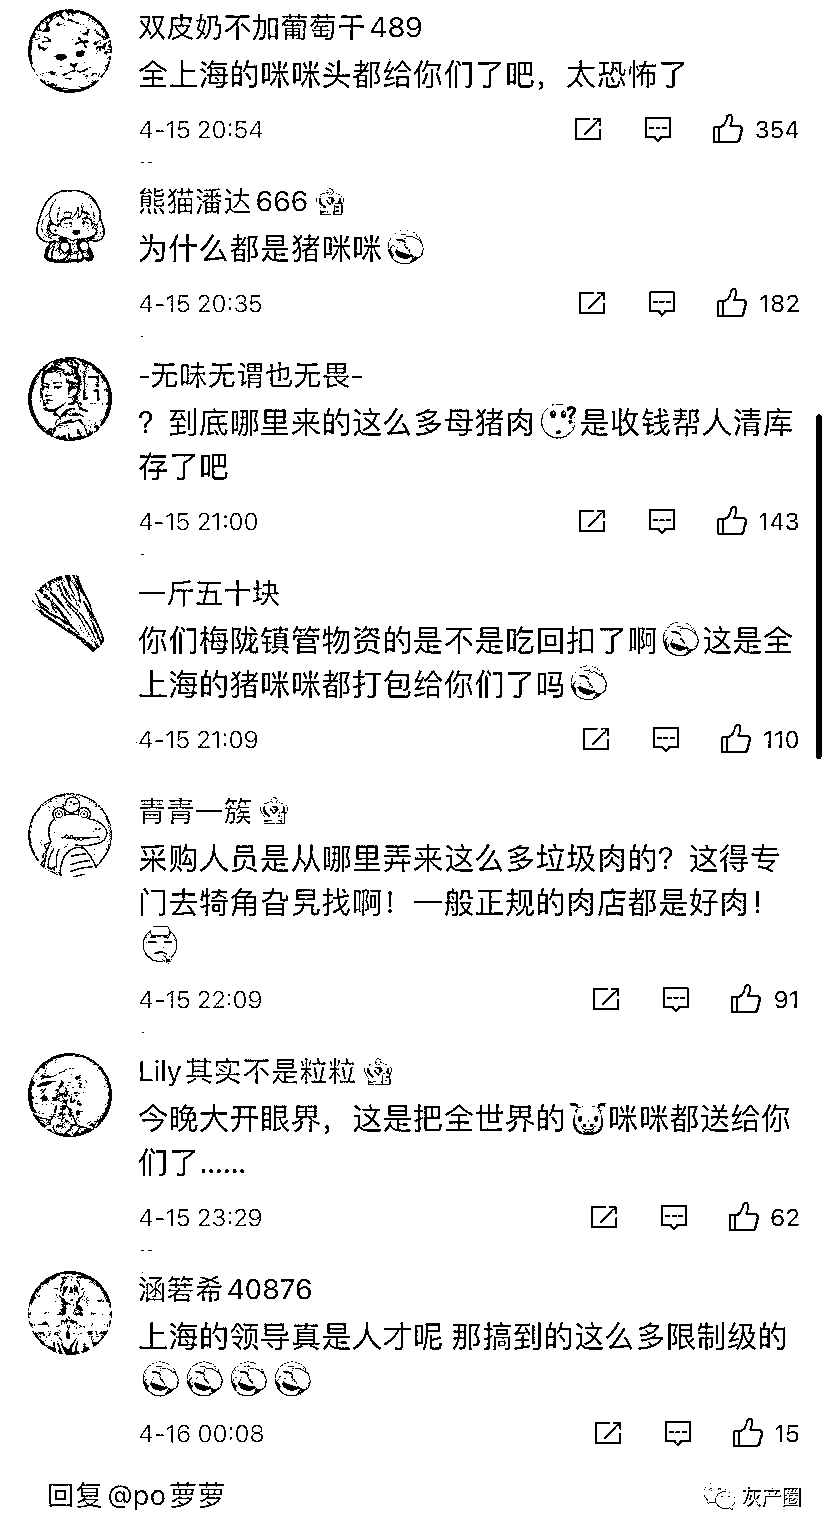 双皮奶不加葡萄干489
全上海的咪咪头都给你们了吧，太恐怖了
4-15 20:54
354
熊猫潘达666
为什么都是猪咪咪
4-15 20:35
182
-无味无谓也无畏-
？到底哪里来的这么多母猪肉是收钱帮人清库
存了吧
4-15 21:00
143
一斤五十块
你们梅陇镇管物资的是不是吃回扣了啊这是全
上海的猪咪咪都打包给你们了吗
4-15 21:09
110
青青一簇
采购人员是从哪里弄来这么多垃圾肉的？这得专
门去犄角旮旯找啊！一般正规的肉店都是好肉！
4-15 22:09
91
Lily其实不是粒粒
今晚大开眼界，这是把全世界的咪咪都送给你
们了......
4-15 23:29
62
涵箬希40876
上海的领导真是人才呢 那搞到的这么多限制级的
4-16 00:08
15
回复@po萝萝
灰产圈